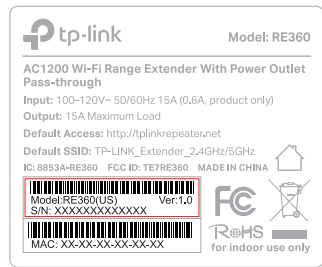 tp-link
Model: RE360
AC1200 Wi-Fi Range Extender With Power Outlet
Pass-through
Input: 100-120V~ 50/60Hz 15A (0.6A, product only)
Output: 15A Maximum Load
Default Access: http://tplinkrepeater.net
Default SSID: TP-LINK_Extender_2.4GHz/5GHz
IC: 8853A-RE360 FCC ID: TE7RE360 MADE IN CHINA
Model:RE360(US) Ver:1.0
S/N: XXXXXXXXXXXXX
FC
RoHS
MAC: XX-XX-XX-XX-XX-XX
for indoor use only